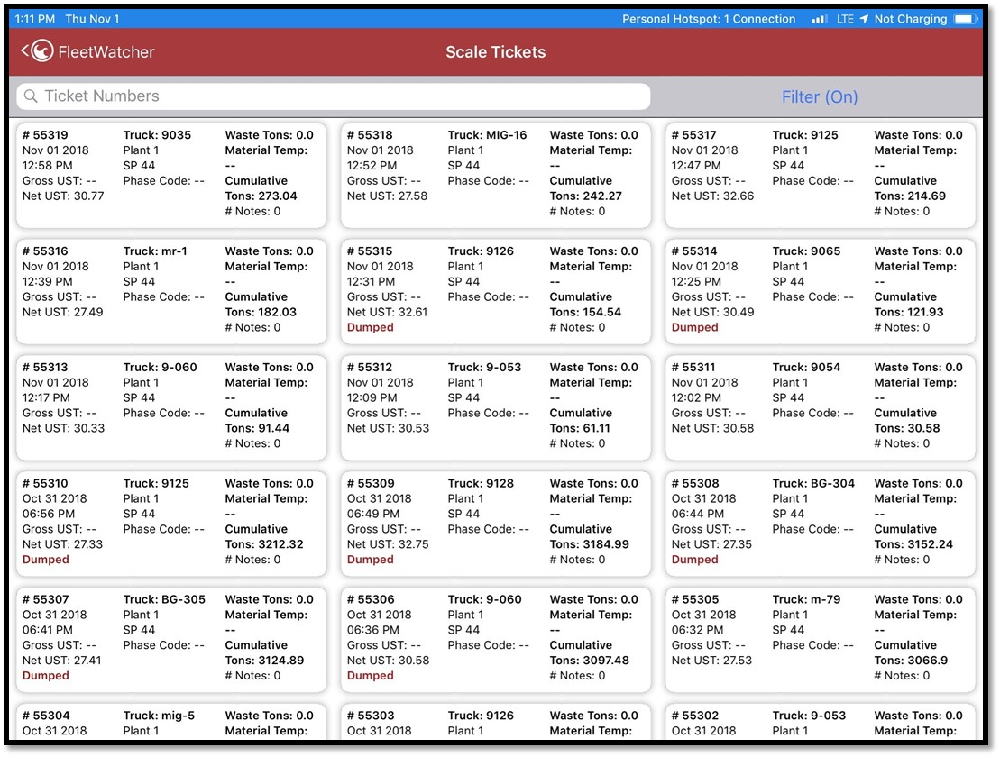 1:11 PM Thu Nov 1
Personal Hotspot: 1 Connection LTE Not Charging
FleetWatcher
Scale Tickets
Ticket Numbers
Filter (On)
# 55319
Nov 01 2018
12:58 PM
Gross UST: --
Net UST: 30.77
Truck: 9035
Plant 1
SP 44
Phase Code: --
Waste Tons: 0.0
Material Temp:
--
Cumulative
Tons: 273.04
# Notes: 0
# 55318
Nov 01 2018
12:52 PM
Gross UST: --
Net UST: 27.58
Truck: MIG-16
Plant 1
SP 44
Phase Code: --
Waste Tons: 0.0
Material Temp:
--
Cumulative
Tons: 242.27
# Notes: 0
# 55317
Nov 01 2018
12:47 PM
Gross UST: --
Net UST: 32.66
Truck: 9125
Plant 1
SP 44
Phase Code: --
Waste Tons: 0.0
Material Temp:
--
Cumulative
Tons: 214.69
# Notes: 0
# 55316
Nov 01 2018
12:39 PM
Gross UST: --
Net UST: 27.49
Truck: mr-1
Plant 1
SP 44
Phase Code: --
Waste Tons: 0.0
Material Temp:
--
Cumulative
Tons: 182.03
# Notes: 0
# 55315
Nov 01 2018
12:31 PM
Gross UST: --
Net UST: 32.61
Dumped
Truck: 9126
Plant 1
SP 44
Phase Code: --
Waste Tons: 0.0
Material Temp:
--
Cumulative
Tons: 154.54
# Notes: 0
# 55314
Nov 01 2018
12:25 PM
Gross UST: --
Net UST: 30.49
Dumped
Truck: 9065
Plant 1
SP 44
Phase Code: --
Waste Tons: 0.0
Material Temp:
--
Cumulative
Tons: 121.93
# Notes: 0
# 55313
Nov 01 2018
12:17 PM
Gross UST: --
Net UST: 30.33
Truck: 9-060
Plant 1
SP 44
Phase Code: --
Waste Tons: 0.0
Material Temp:
--
Cumulative
Tons: 91.44
# Notes: 0
# 55312
Nov 01 2018
12:09 PM
Gross UST: --
Net UST: 30.53
Truck: 9-053
Plant 1
SP 44
Phase Code: --
Waste Tons: 0.0
Material Temp:
--
Cumulative
Tons: 61.11
# Notes: 0
# 55311
Nov 01 2018
12:02 PM
Gross UST: --
Net UST: 30.58
Truck: 9054
Plant 1
SP 44
Phase Code: --
Waste Tons: 0.0
Material Temp:
--
Cumulative
Tons: 30.58
# Notes: 0
# 55310
Oct 31 2018
06:56 PM
Gross UST: --
Net UST: 27.33
Dumped
Truck: 9125
Plant 1
SP 44
Phase Code: --
Waste Tons: 0.0
Material Temp:
--
Cumulative
Tons: 3212.32
# Notes: 0
# 55309
Oct 31 2018
06:49 PM
Gross UST: --
Net UST: 32.75
Dumped
Truck: 9128
Plant 1
SP 44
Phase Code: --
Waste Tons: 0.0
Material Temp:
--
Cumulative
Tons: 3184.99
# Notes: 0
# 55308
Oct 31 2018
06:44 PM
Gross UST: --
Net UST: 27.35
Dumped
Truck: BG-304
Plant 1
SP 44
Phase Code: --
Waste Tons: 0.0
Material Temp:
--
Cumulative
Tons: 3152.24
# Notes: 0
# 55307
Oct 31 2018
06:41 PM
Gross UST: --
Net UST: 27.41
Dumped
Truck: BG-305
Plant 1
SP 44
Phase Code: --
Waste Tons: 0.0
Material Temp:
--
Cumulative
Tons: 3124.89
# Notes: 0
# 55306
Oct 31 2018
06:36 PM
Gross UST: --
Net UST: 30.58
Dumped
Truck: 9-060
Plant 1
SP 44
Phase Code: --
Waste Tons: 0.0
Material Temp:
--
Cumulative
Tons: 3097.48
# Notes: 0
# 55305
Oct 31 2018
06:32 PM
Gross UST: --
Net UST: 27.53
Truck: m-79
Plant 1
SP 44
Phase Code: --
Waste Tons: 0.0
Material Temp:
--
Cumulative
Tons: 3066.9
# Notes: 0
# 55304
Oct 31 2018
Truck: mig-5
Plant 1
Waste Tons: 0.0
Material Temp:
# 55303
Oct 31 2018
Truck: 9126
Plant 1
Waste Tons: 0.0
Material Temp:
# 55302
Oct 31 2018
Truck: 9-053
Plant 1
Waste Tons: 0.0
Material Temp: